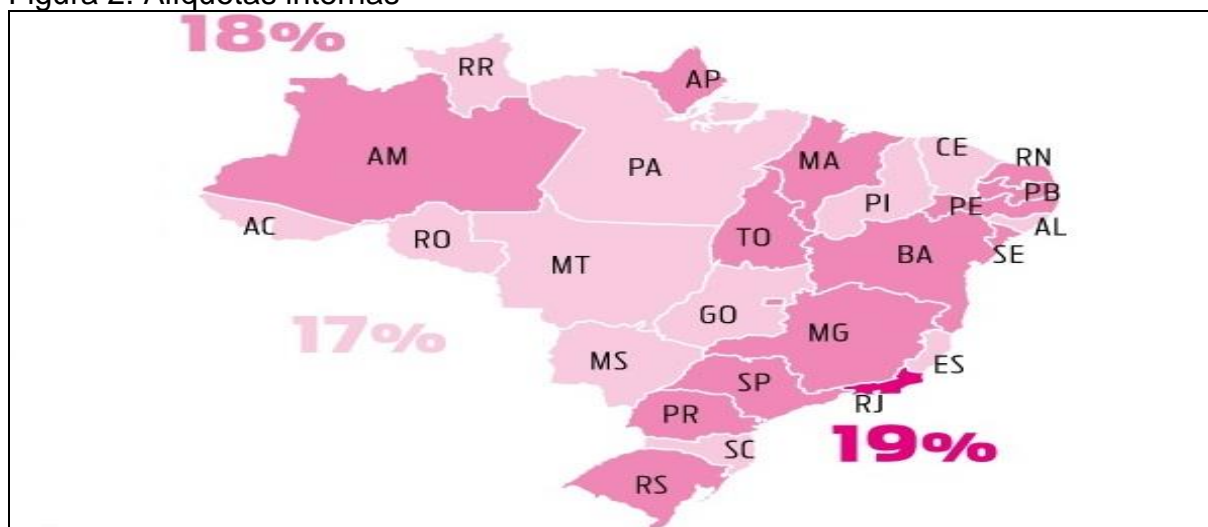 Figura 2: Alíquotas internas
18%
RR
AP
AM
PA
MA
CE
RN
PB
PI
PE
AC
RO
AL
TO
MT
BA
SE
GO
17%
MG
MS
ES
SP
RJ
PR
19%
SC
RS